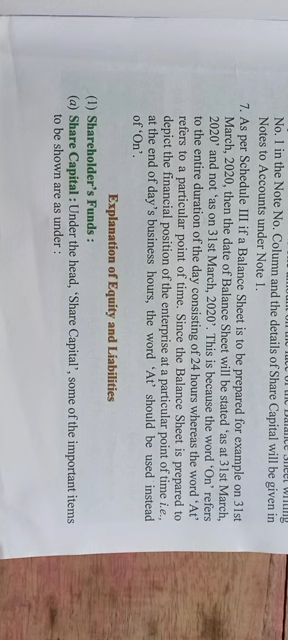 Balance Sheet writing
No. 1 in the Note No. Column and the details of Share Capital will be given in
Notes to Accounts under Note 1.
7. As per Schedule III if a Balance Sheet is to be prepared for example on 31st
March, 2020, then the date of Balance Sheet will be stated 'as at 31st March,
2020' and not 'as on 31st March, 2020'. This is because the word 'On' refers
to the entire duration of the day consisting of 24 hours whereas the word 'At'
refers to a particular point of time. Since the Balance Sheet is prepared to
depict the financial position of the enterprise at a particular point of time i.e.,
at the end of day's business hours, the word 'At' should be used instead
of 'On'.
Explanation of Equity and Liabilities
(1) Shareholder's Funds :
(a) Share Capital : Under the head, 'Share Capital', some of the important items
to be shown are as under :